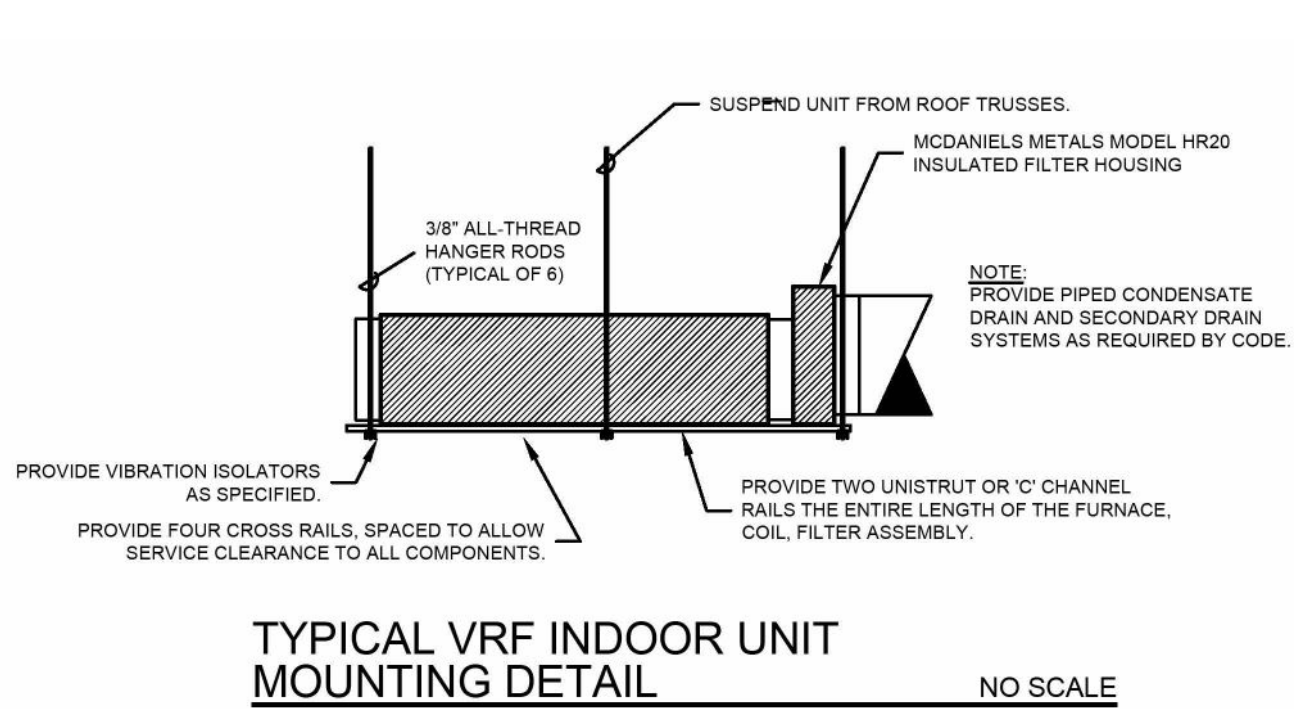 SUSPEND UNIT FROM ROOF TRUSSES.
MCDANIELS METALS MODEL HR20
INSULATED FILTER HOUSING
3/8" ALL-THREAD
HANGER RODS
(TYPICAL OF 6)
NOTE:
PROVIDE PIPED CONDENSATE
DRAIN AND SECONDARY DRAIN
SYSTEMS AS REQUIRED BY CODE.
PROVIDE VIBRATION ISOLATORS
AS SPECIFIED.
PROVIDE TWO UNISTRUT OR 'C' CHANNEL
RAILS THE ENTIRE LENGTH OF THE FURNACE,
COIL, FILTER ASSEMBLY.
PROVIDE FOUR CROSS RAILS, SPACED TO ALLOW
SERVICE CLEARANCE TO ALL COMPONENTS.
TYPICAL VRF INDOOR UNIT
MOUNTING DETAIL
NO SCALE